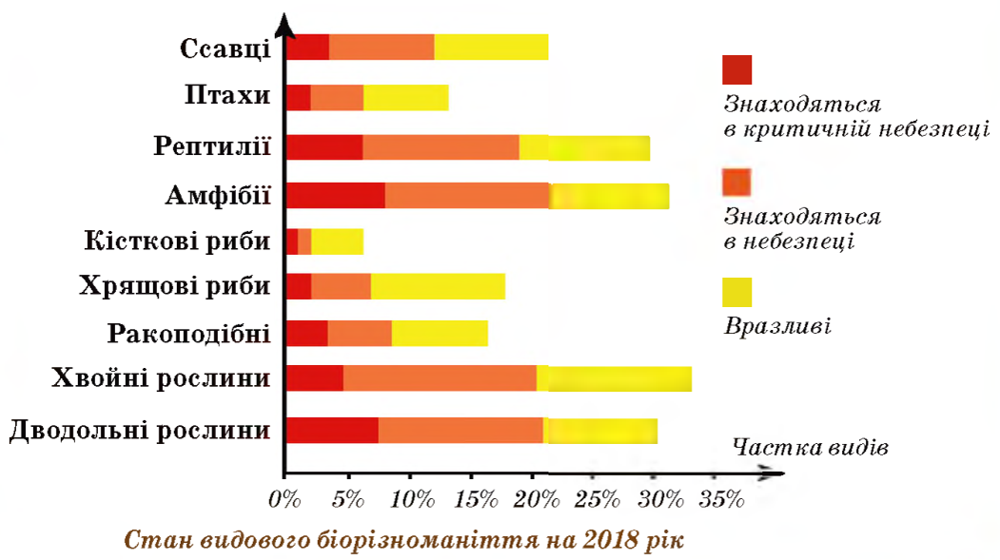 Ссавці
Птахи
Рептилії
Амфібії
Кісткові риби
Хрящові риби
Ракоподібні
Хвойні рослини
Дводольні рослини
Знаходяться
в критичній небезпеці
Знаходяться
в небезпеці
Вразливі
Частка видів
0% 5% 10% 15% 20% 25% 30% 35%
Стан видового біорізноманіття на 2018 рік